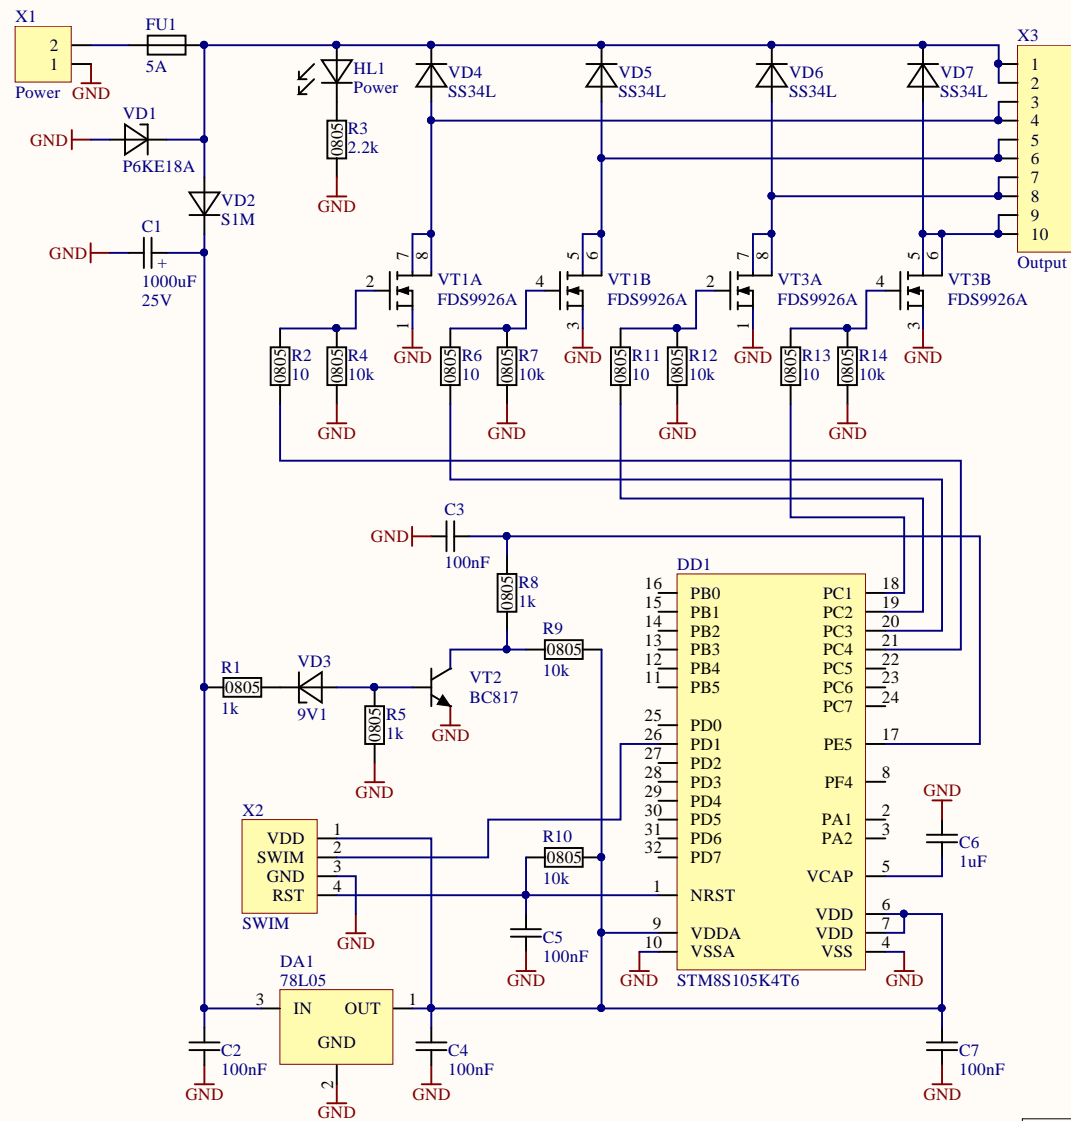 X1
2
1
Power
GND
FU1
5A
VD1
GND
P6KE18A
VD2
S1M
C1
GND
+
1000uF
25V
HL1
Power
0805
R3
2.2k
GND
VD4
SS34L
VD5
SS34L
VD6
SS34L
VD7
SS34L
X3
1
2
3
4
5
6
7
8
9
10
Output
7
8
2
VT1A
FDS9926A
1
GND
5
6
4
VT1B
FDS9926A
3
GND
7
8
2
VT3A
FDS9926A
1
GND
5
6
4
VT3B
FDS9926A
3
GND
0805
R2
10
0805
R4
10k
GND
0805
R6
10
0805
R7
10k
GND
0805
R11
10
0805
R12
10k
GND
0805
R13
10
0805
R14
10k
GND
C3
GND
100nF
0805
R8
1k
R9
0805
10k
R1
0805
1k
VD3
9V1
0805
R5
1k
GND
VT2
BC817
GND
DD1
16 PB0
15 PB1
14 PB2
13 PB3
12 PB4
11 PB5
25 PD0
26 PD1
27 PD2
28 PD3
29 PD4
30 PD5
31 PD6
32 PD7
1 NRST
9 VDDA
10 VSSA
PC1 18
PC2 19
PC3 20
PC4 21
PC5 22
PC6 23
PC7 24
PE5 17
PF4 8
PA1 2
PA2 3
VCAP 5
VDD 6
VDD 7
VSS 4
STM8S105K4T6
GND
GND
GND
C6
1uF
X2
VDD 1
SWIM 2
GND 3
RST 4
SWIM
GND
R10
0805
10k
C5
100nF
GND
DA1
78L05
3 IN
OUT 1
GND
2
GND
C2
100nF
GND
C4
100nF
GND
C7
100nF
GND